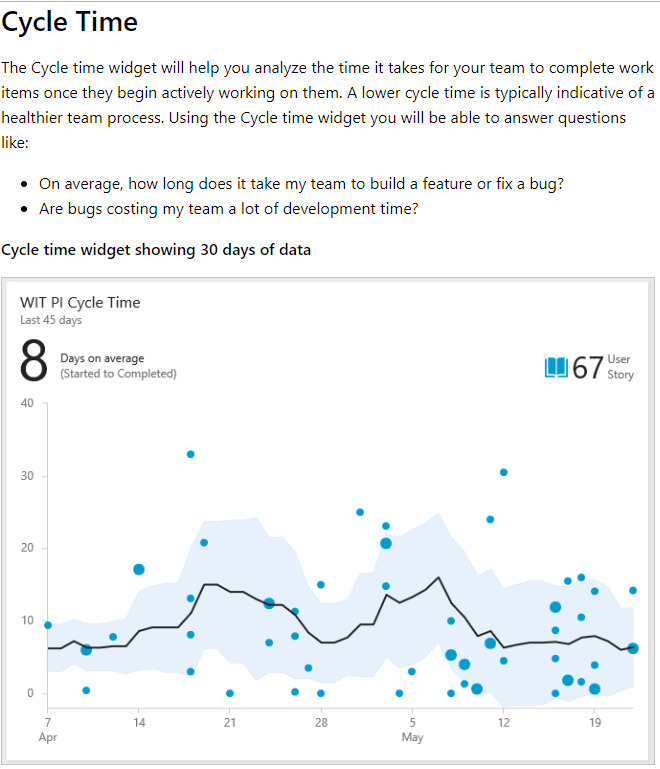 Cycle Time
The Cycle time widget will help you analyze the time it takes for your team to complete work
items once they begin actively working on them. A lower cycle time is typically indicative of a
healthier team process. Using the Cycle time widget you will be able to answer questions
like:
• On average, how long does it take my team to build a feature or fix a bug?
• Are bugs costing my team a lot of development time?
Cycle time widget showing 30 days of data
WIT PI Cycle Time
Last 45 days
8 Days on average
(Started to Completed)
67 User
Story
40
30
20
10
0
7 14 21 28 5 12 19
Apr May